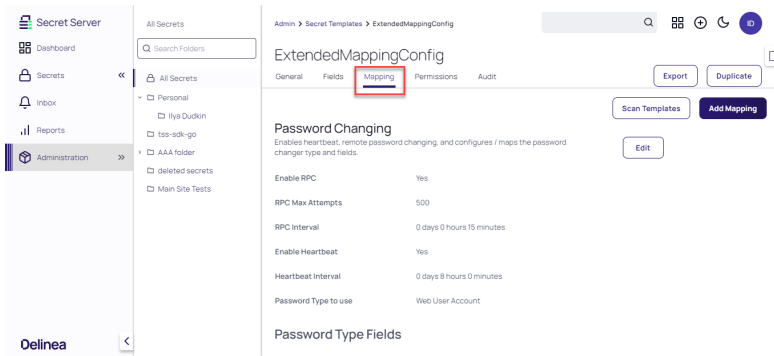 Secret Server
Dashboard
Secrets
Inbox
Reports
Administration
Delinea
All Secrets
Search Folders
All Secrets
Personal
Ilya Dudkin
tss-sdk-go
AAA folder
deleted secrets
Main Site Tests
Admin > Secret Templates > ExtendedMappingConfig
ID
ExtendedMappingConfig
General Fields Mapping Permissions Audit
Export Duplicate
Scan Templates Add Mapping
Password Changing
Enables heartbeat, remote password changing, and configures / maps the password
changer type and fields.
Edit
Enable RPC Yes
RPC Max Attempts 500
RPC Interval 0 days 0 hours 15 minutes
Enable Heartbeat Yes
Heartbeat Interval 0 days 8 hours 0 minutes
Password Type to use Web User Account
Password Type Fields